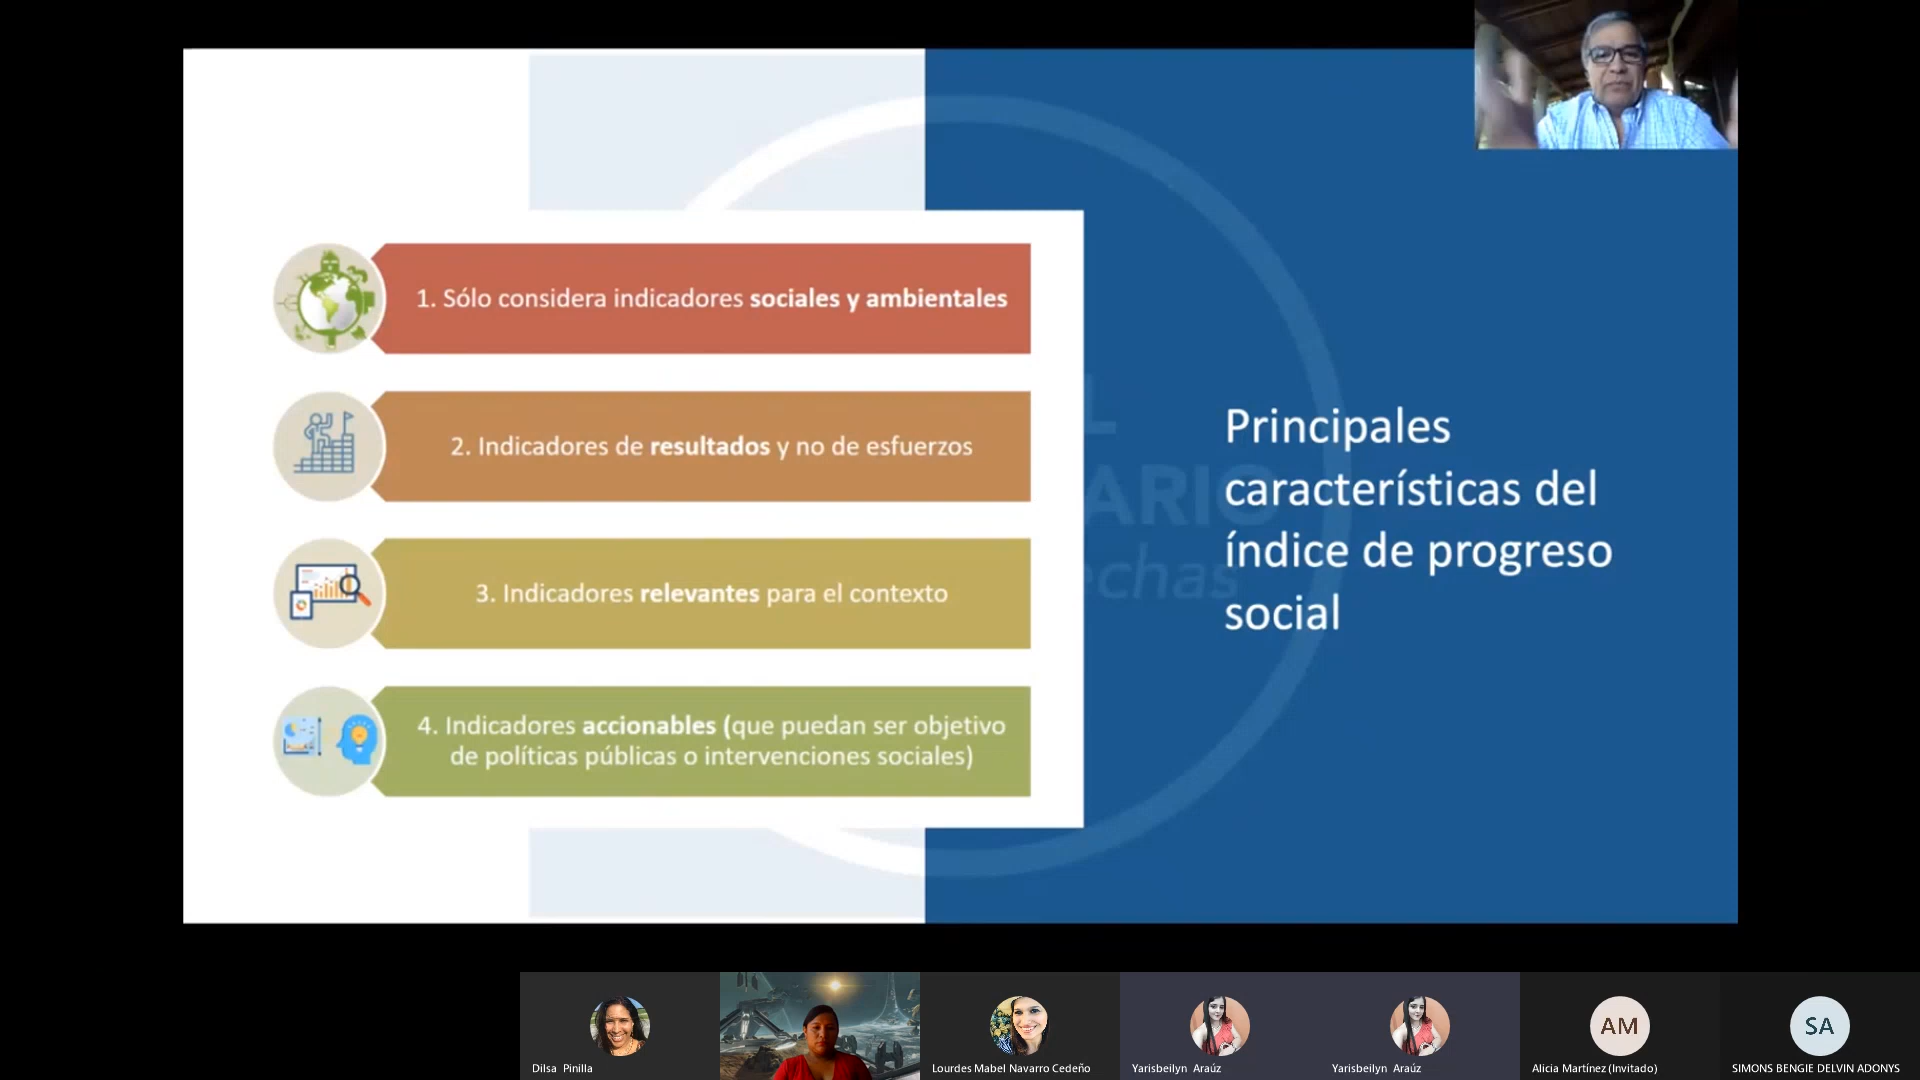 1. Sólo considera indicadores sociales y ambientales
2. Indicadores de resultados y no de esfuerzos
3. Indicadores relevantes para el contexto
4. Indicadores accionables (que puedan ser objetivo
de políticas públicas o intervenciones sociales)
Principales
características del
índice de progreso
social
Dilsa Pinilla
Lourdes Mabel Navarro Cedeño
Yarisbeilyn Araúz
Yarisbeilyn Araúz
AM
Alicia Martínez (Invitado)
SA
SIMONS BENGIE DELVIN ADONYS